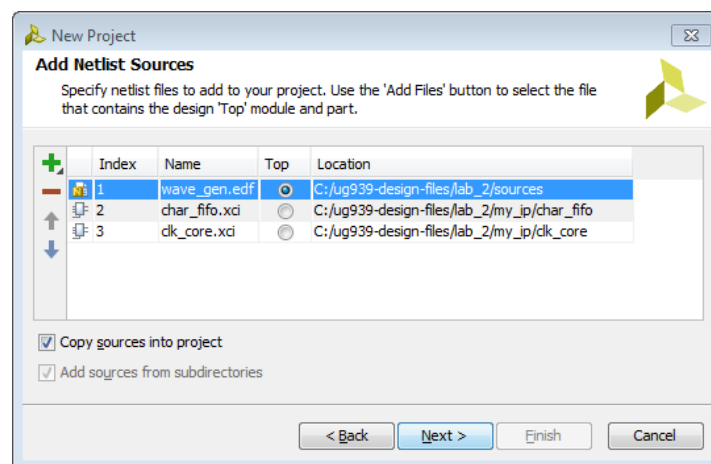 New Project
Add Netlist Sources
Specify netlist files to add to your project. Use the 'Add Files' button to select the file
that contains the design 'Top' module and part.
Index Name Top Location
1 wave_gen.edf C:/ug939-design-files/lab_2/sources
2 char_fifo.xci C:/ug939-design-files/lab_2/my_ip/char_fifo
3 clk_core.xci C:/ug939-design-files/lab_2/my_ip/clk_core
Copy sources into project
Add sources from subdirectories
< Back Next > Finish Cancel